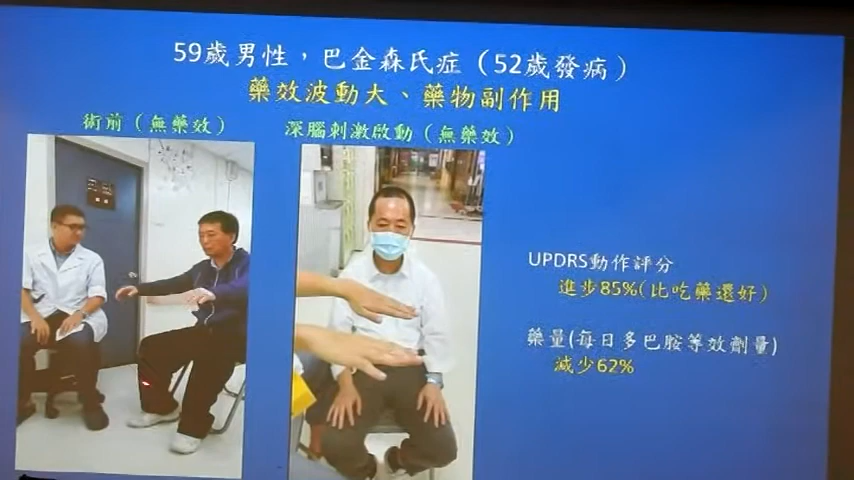 59歲男性，巴金森氏症（52歲發病）
藥效波動大、藥物副作用
術前（無藥效）
深腦刺激啟動（無藥效）
UPDRS動作評分
進步85%(比吃藥還好)
藥量(每日多巴胺等效劑量)
減少62%